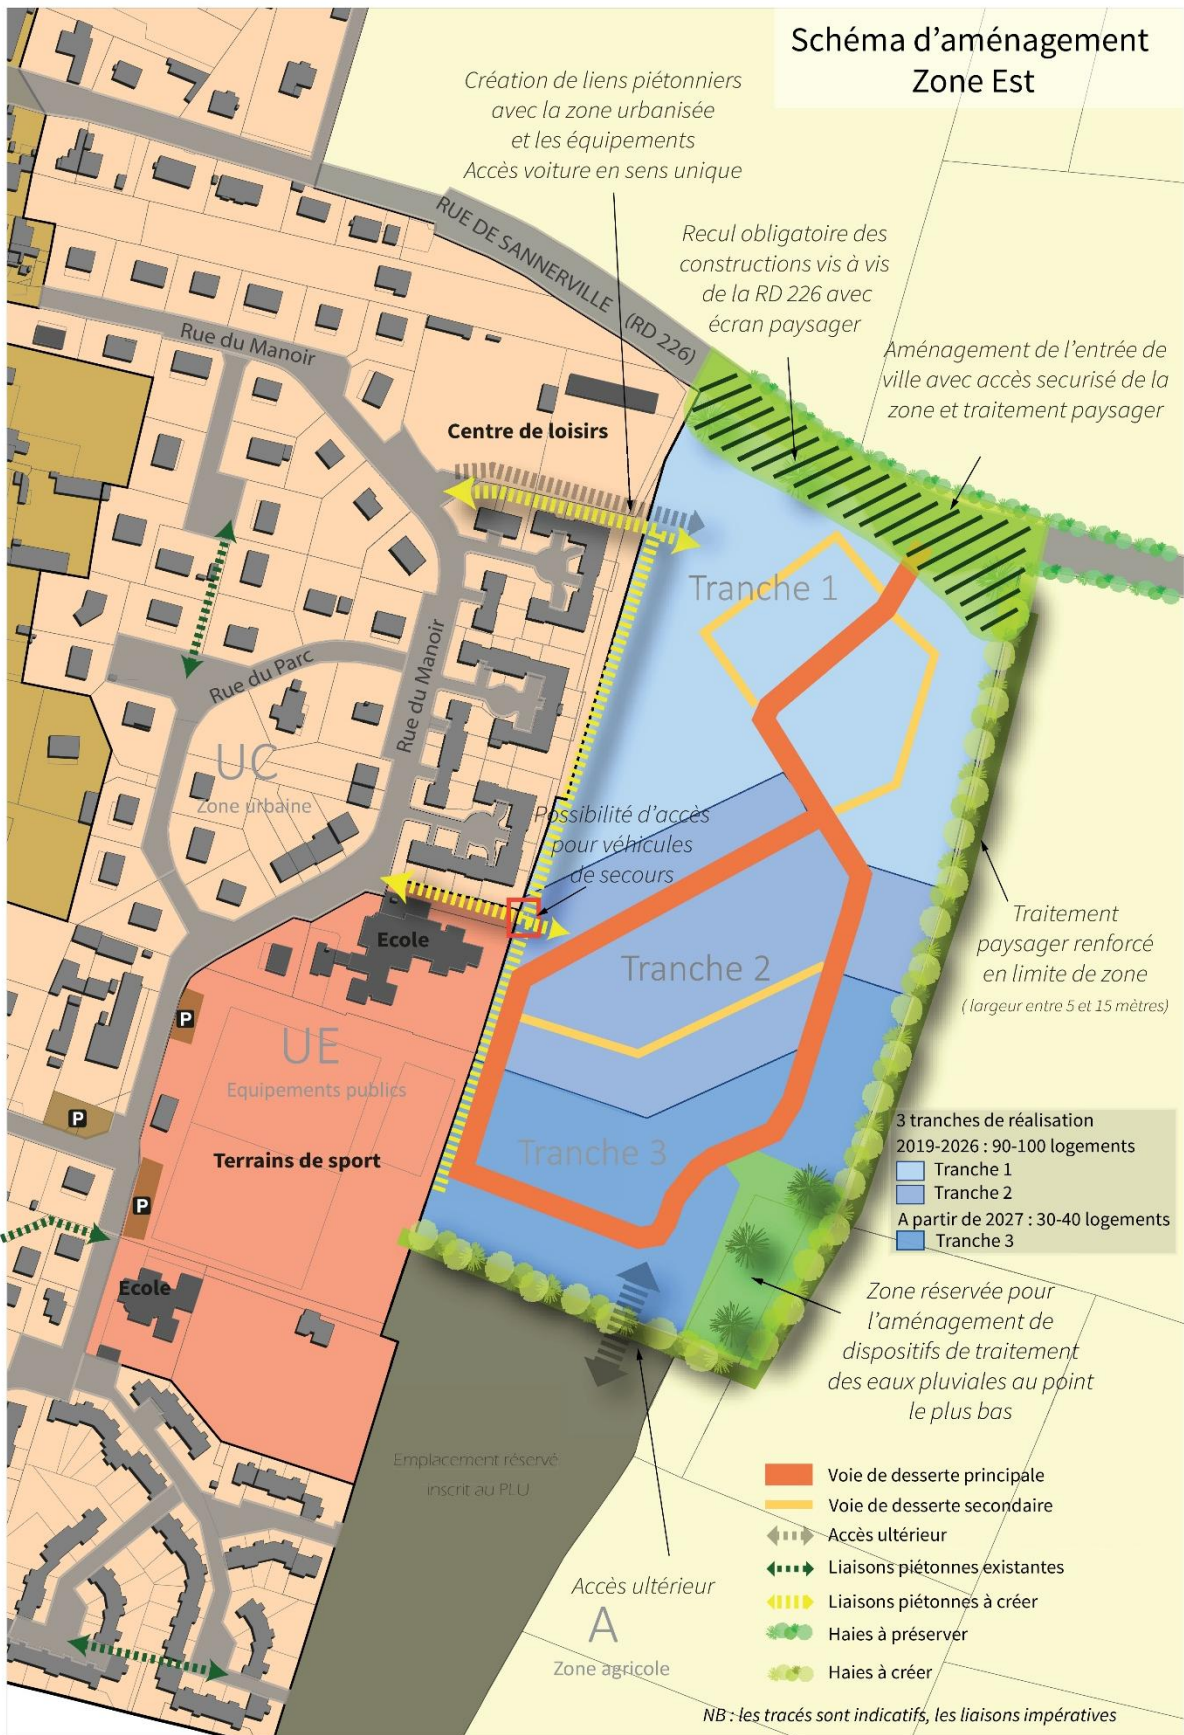 Schéma d’aménagement
Zone Est
Création de liens piétonniers
avec la zone urbanisée
et les équipements
Accès voiture en sens unique
RUE DE SANNERVILLE (RD 226)
Recul obligatoire des
constructions vis à vis
de la RD 226 avec
écran paysager
Aménagement de l’entrée de
ville avec accès securisé de la
zone et traitement paysager
Rue du Manoir
Centre de loisirs
Tranche 1
Rue du Parc
Rue du Manoir
UC
Zone urbaine
Possibilité d’accès
pour véhicules
de secours
Ecole
Tranche 2
Traitement
paysager renforcé
en limite de zone
( largeur entre 5 et 15 mètres)
P
UE
Equipements publics
P
Terrains de sport
P
Tranche 3
3 tranches de réalisation
2019-2026 : 90-100 logements
Tranche 1
Tranche 2
A partir de 2027 : 30-40 logements
Tranche 3
Ecole
Zone réservée pour
l’aménagement de
dispositifs de traitement
des eaux pluviales au point
le plus bas
Emplacement réservé
inscrit au PLU
Voie de desserte principale
Voie de desserte secondaire
Accès ultérieur
Liaisons piétonnes existantes
Liaisons piétonnes à créer
Haies à préserver
Haies à créer
Accès ultérieur
A
Zone agricole
NB : les tracés sont indicatifs, les liaisons impératives